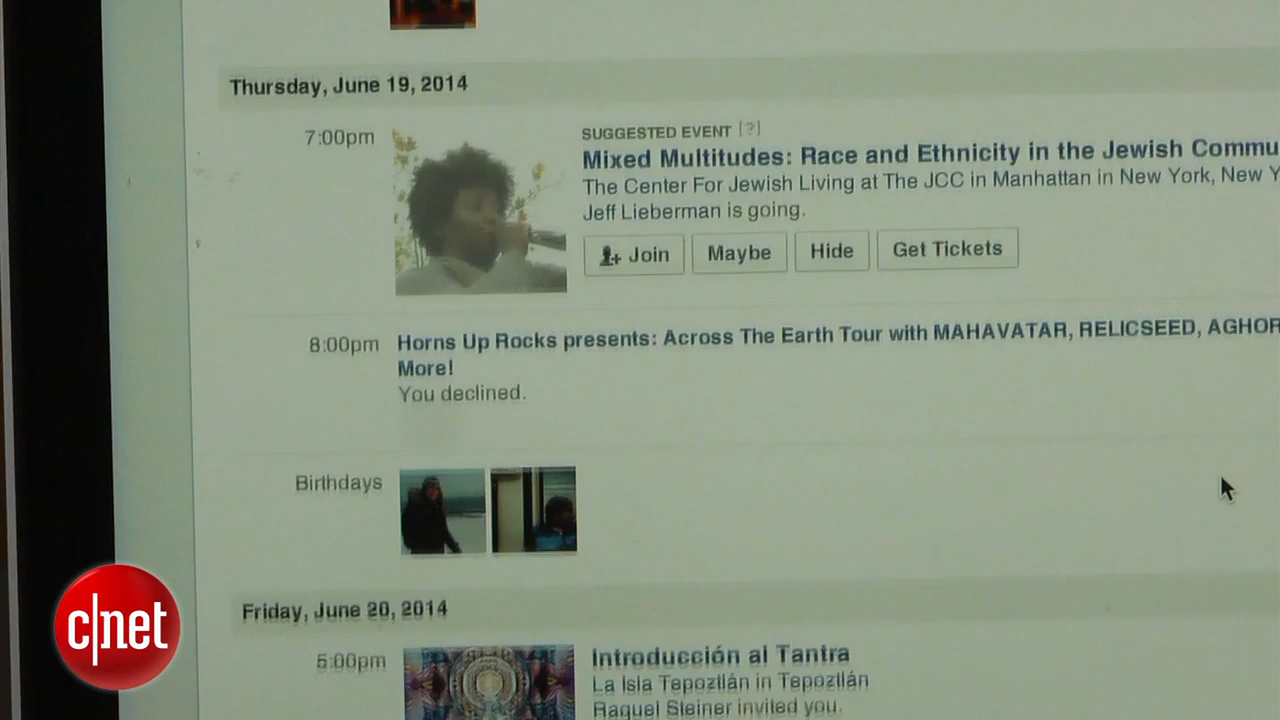 Thursday, June 19, 2014
7:00pm
SUGGESTED EVENT [?]
Mixed Multitudes: Race and Ethnicity in the Jewish Commu
The Center For Jewish Living at The JCC in Manhattan in New York, New Y
Jeff Lieberman is going.
Join Maybe Hide Get Tickets
8:00pm
Horns Up Rocks presents: Across The Earth Tour with MAHAVATAR, RELICSEED, AGHOR
More!
You declined.
Birthdays
Friday, June 20, 2014
5:00pm
Introducción al Tantra
La Isla Tepoztlán in Tepoztlán
Raquel Steiner invited you.
c|net